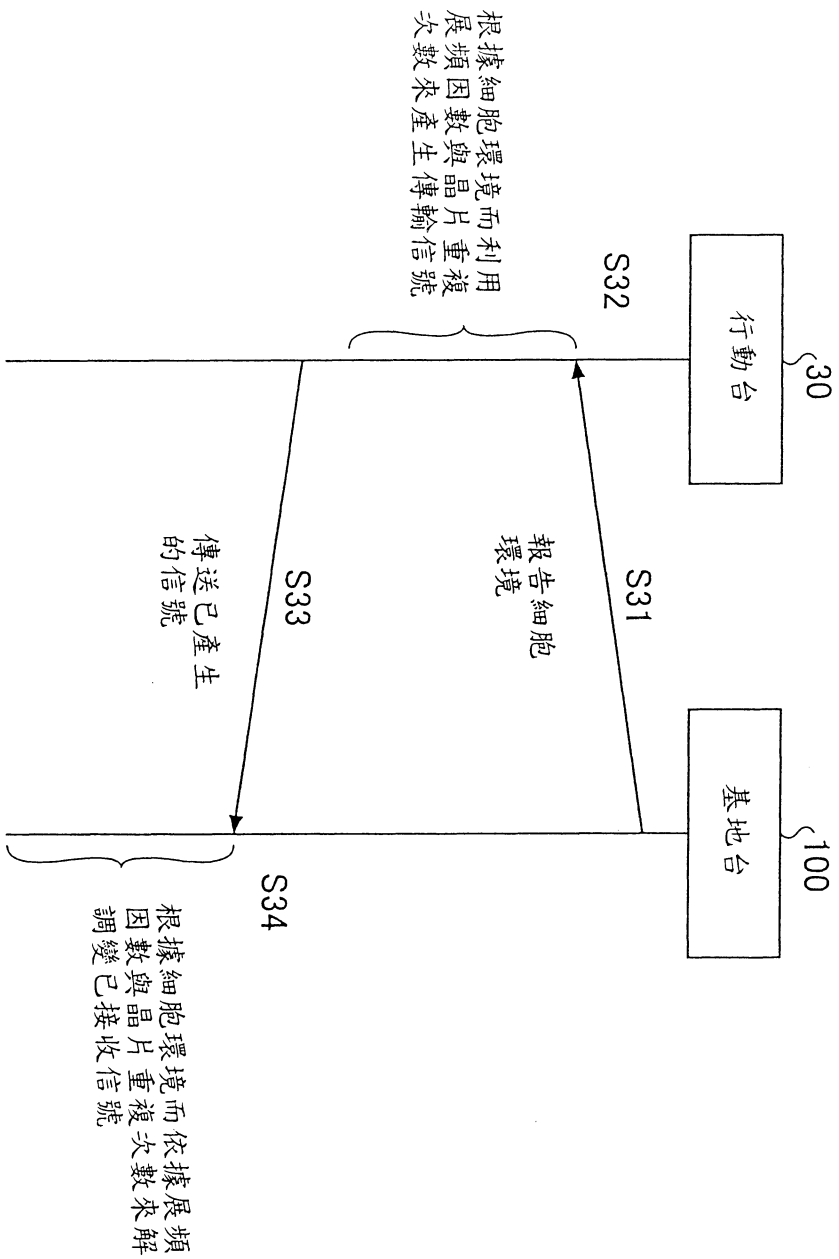 30
行動台
100
基地台
S31
報告細胞
環境
S32
根據細胞環境而利用
展頻因數與晶片重複
次數來產生傳輸信號
S33
傳送已產生
的信號
S34
根據細胞環境而依據展頻
因數與晶片重複次數來解
調變已接收信號